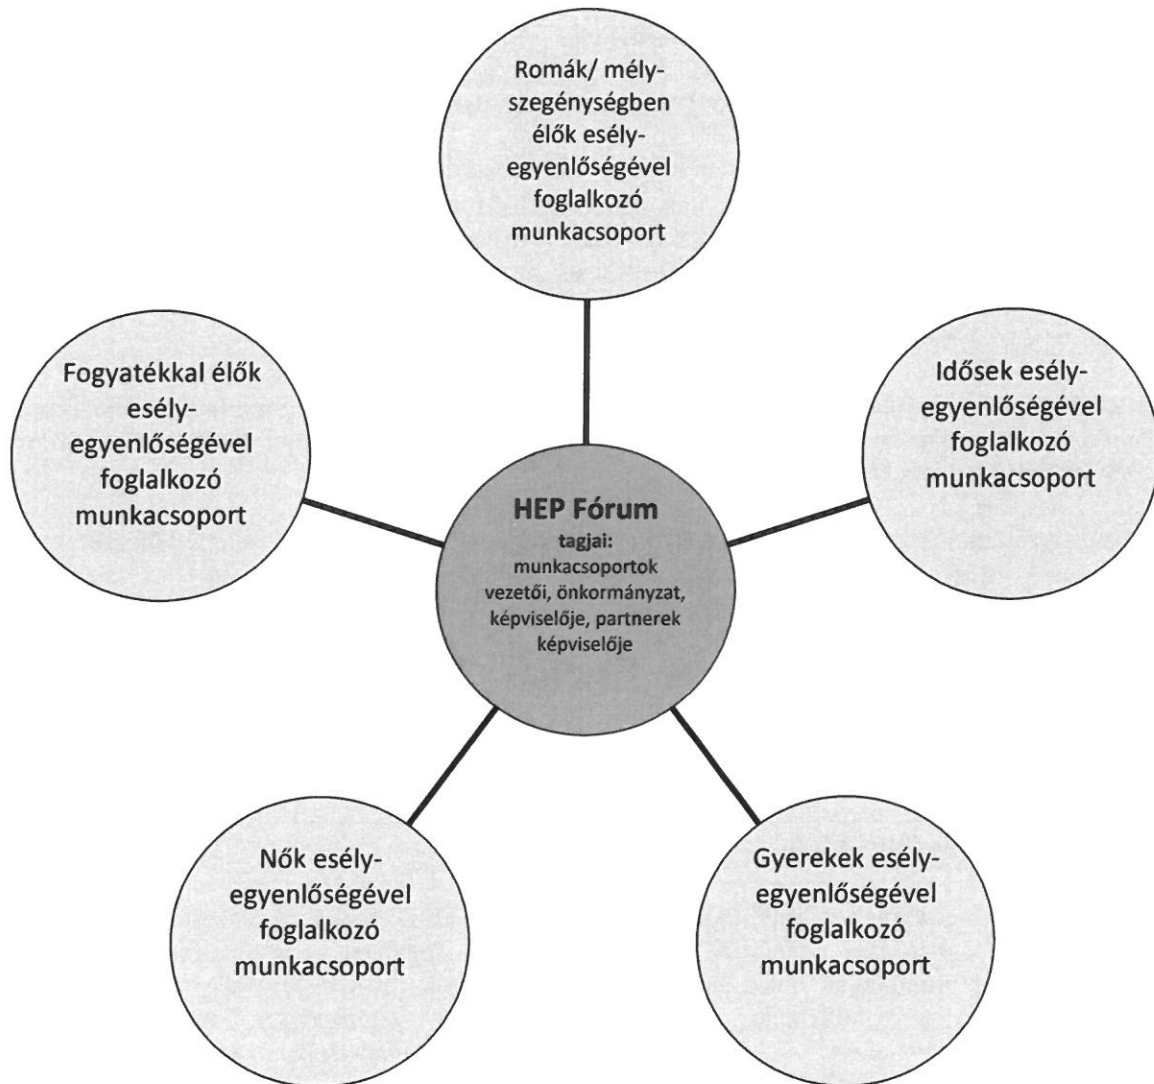 Romák/ mély-
szegénységben
élők esély-
egyenlőségével
foglalkozó
munkacsoport
Fogyatékkal élők
esély-
egyenlőségével
foglalkozó
munkacsoport
Idősek esély-
egyenlőségével
foglalkozó
munkacsoport
HEP Fórum
tagjai:
munkacsoportok
vezetői, önkormányzat,
képviselője, partnerek
képviselője
Nők esély-
egyenlőségével
foglalkozó
munkacsoport
Gyerekek esély-
egyenlőségével
foglalkozó
munkacsoport